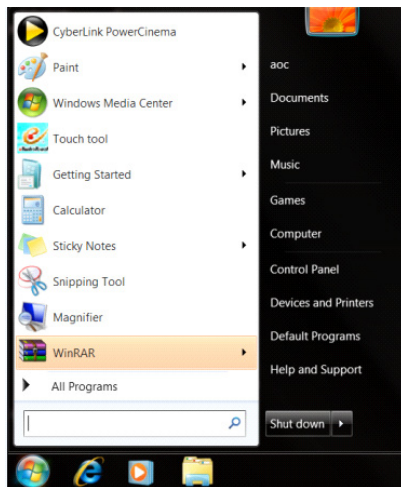 CyberLink PowerCinema
Paint
Windows Media Center
Touch tool
Getting Started
Calculator
Sticky Notes
Snipping Tool
Magnifier
WinRAR
All Programs
aoc
Documents
Pictures
Music
Games
Computer
Control Panel
Devices and Printers
Default Programs
Help and Support
Shut down